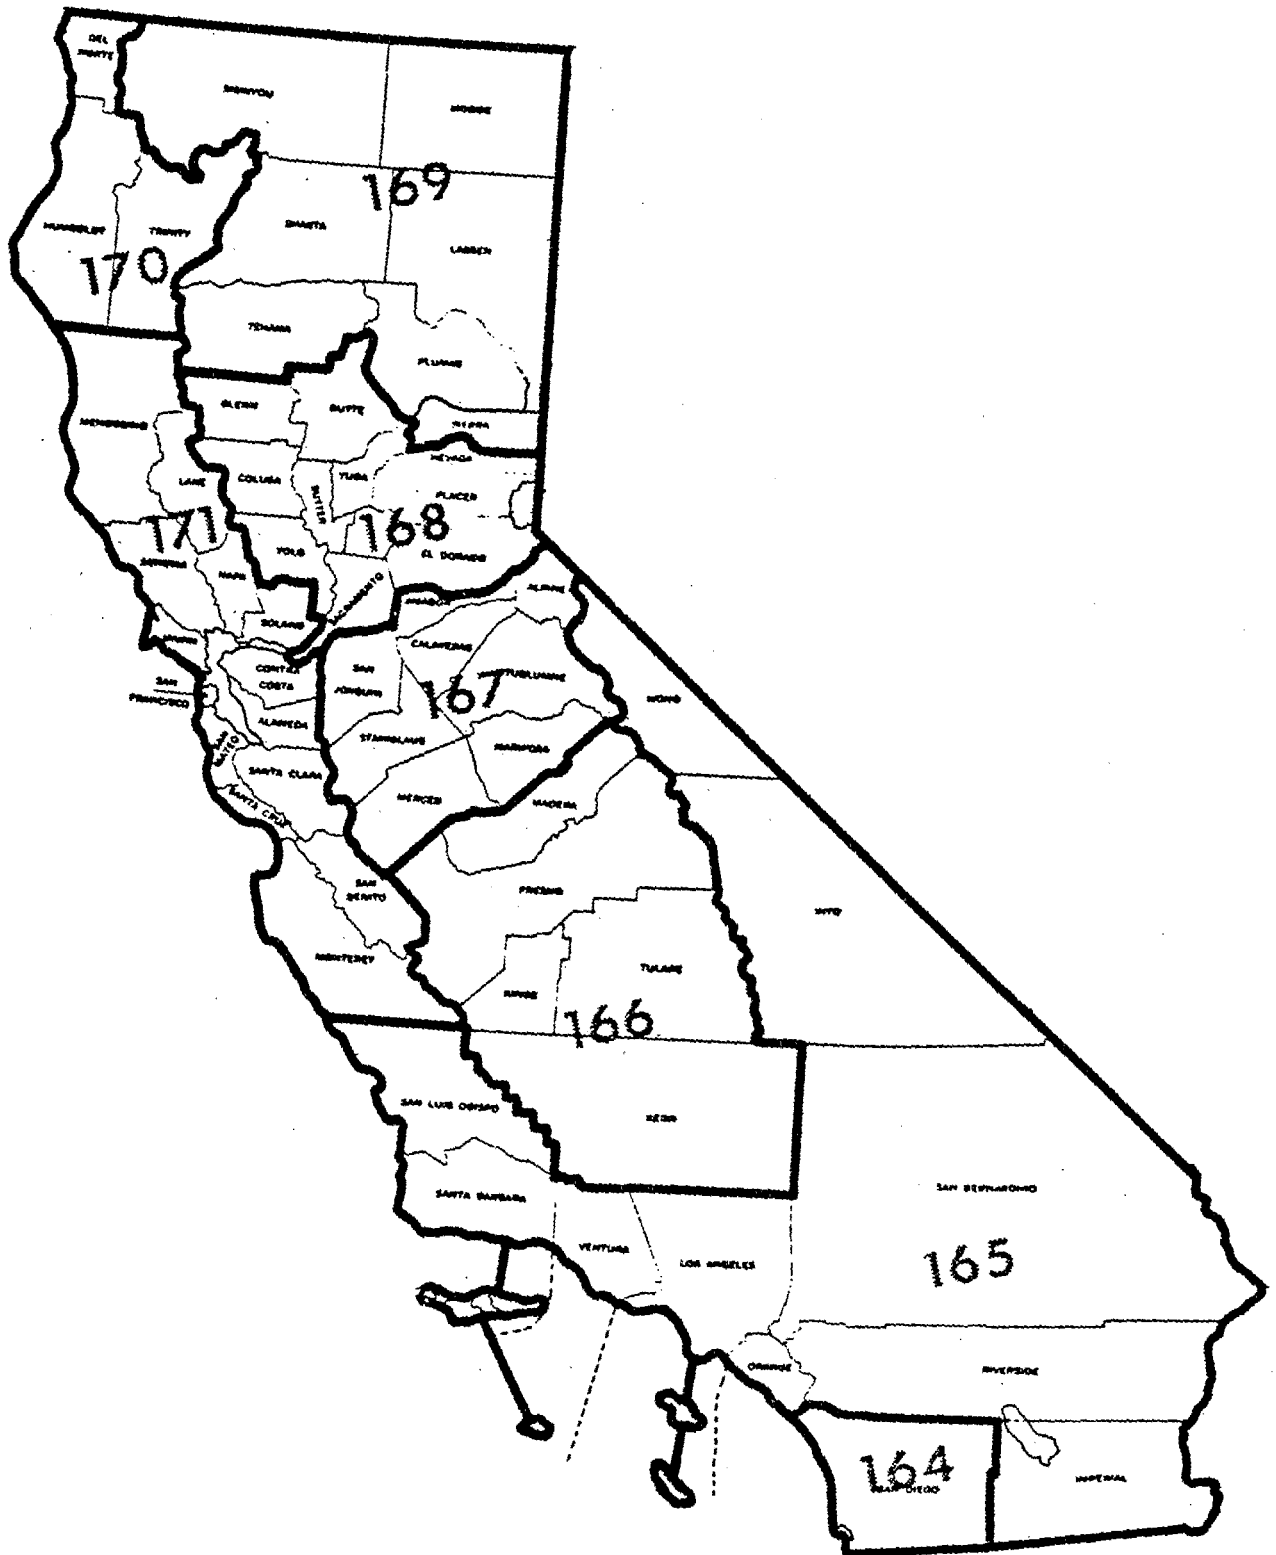 DEL
NORTE
SISKIYOU
MODOC
169
HUMBOLDT
TRINITY
SHASTA
LASSEN
170
TEHAMA
PLUMAS
GLENN
BUTTE
MENDOCINO
SIERRA
NEVADA
LAKE
COLUSA
YUBA
PLACER
SUTTER
171
168
SONOMA
NAPA
YOLO
EL DORADO
SACRAMENTO
ALPINE
AMADOR
SOLANO
MARIN
CALAVERAS
CONTRA
COSTA
SAN
JOAQUIN
TUOLUMNE
167
SAN
FRANCISCO
MONO
ALAMEDA
SAN
MATEO
STANISLAUS
MARIPOSA
SANTA CLARA
SANTA CRUZ
MERCED
MADERA
SAN
BENITO
FRESNO
INYO
MONTEREY
KINGS
TULARE
166
SAN LUIS OBISPO
KERN
SANTA BARBARA
SAN BERNARDINO
VENTURA
LOS ANGELES
165
ORANGE
RIVERSIDE
164
SAN DIEGO
IMPERIAL